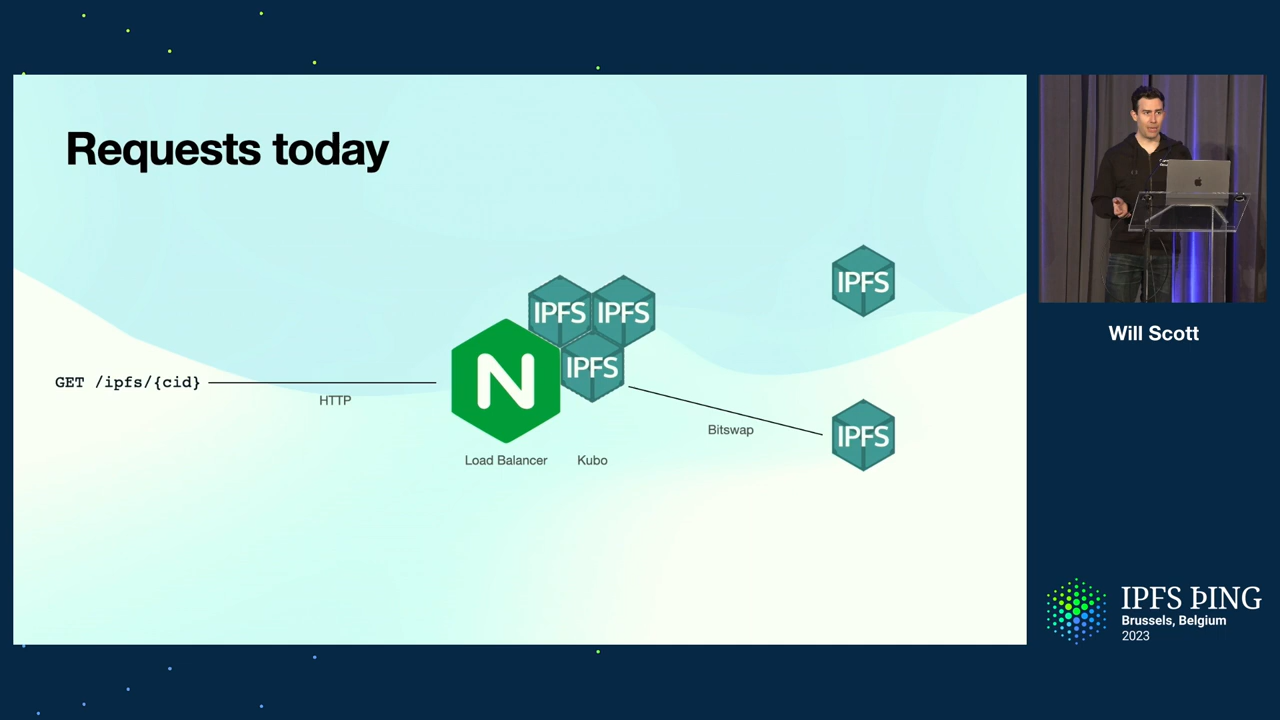 Requests today
IPFS
IPFS
IPFS
IPFS
IPFS
GET /ipfs/{cid}
HTTP
N
Load Balancer
Kubo
Bitswap
Will Scott
IPFS ÞING
Brussels, Belgium
2023